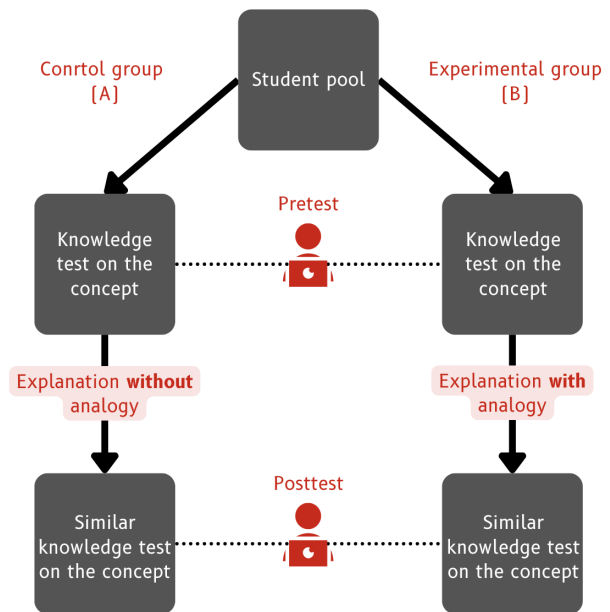 Conrtol group
(A)
Student pool
Experimental group
(B)
Pretest
Knowledge
test on the
concept
Knowledge
test on the
concept
Explanation without
analogy
Explanation with
analogy
Posttest
Similar
knowledge test
on the concept
Similar
knowledge test
on the concept